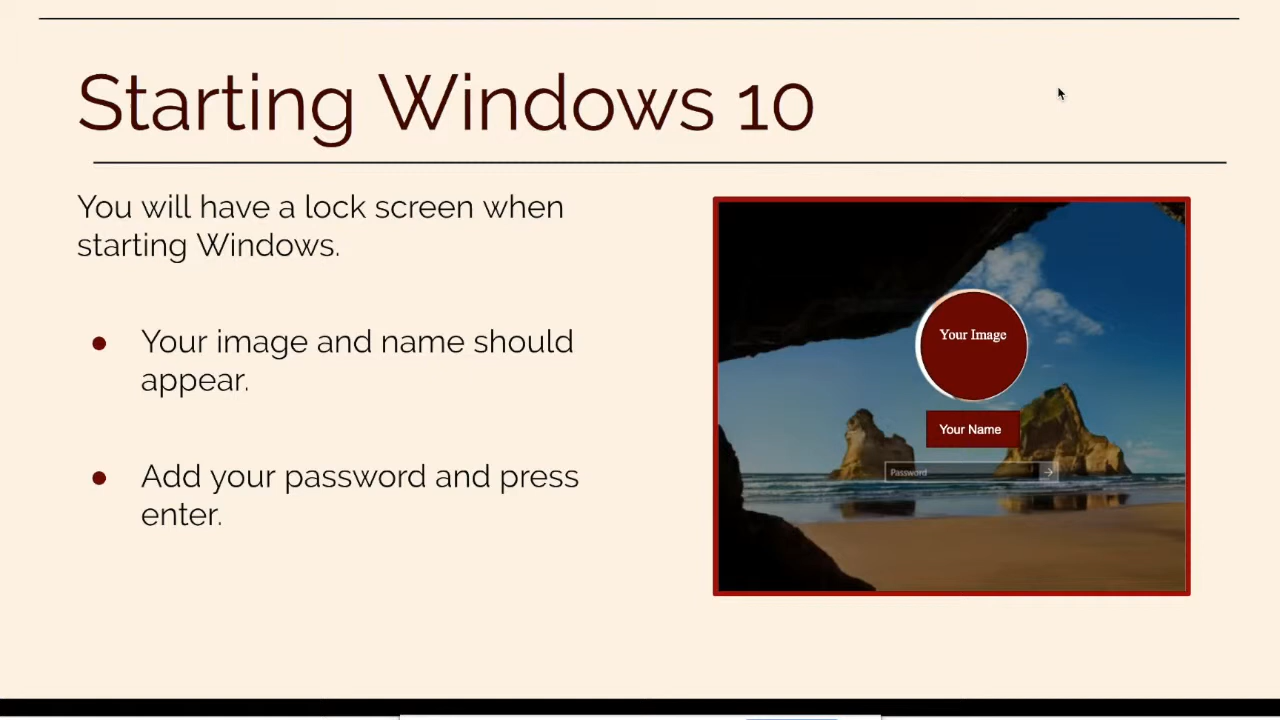 Starting Windows 10
You will have a lock screen when
starting Windows.
● Your image and name should
appear.
● Add your password and press
enter.
Your Image
Your Name
Password